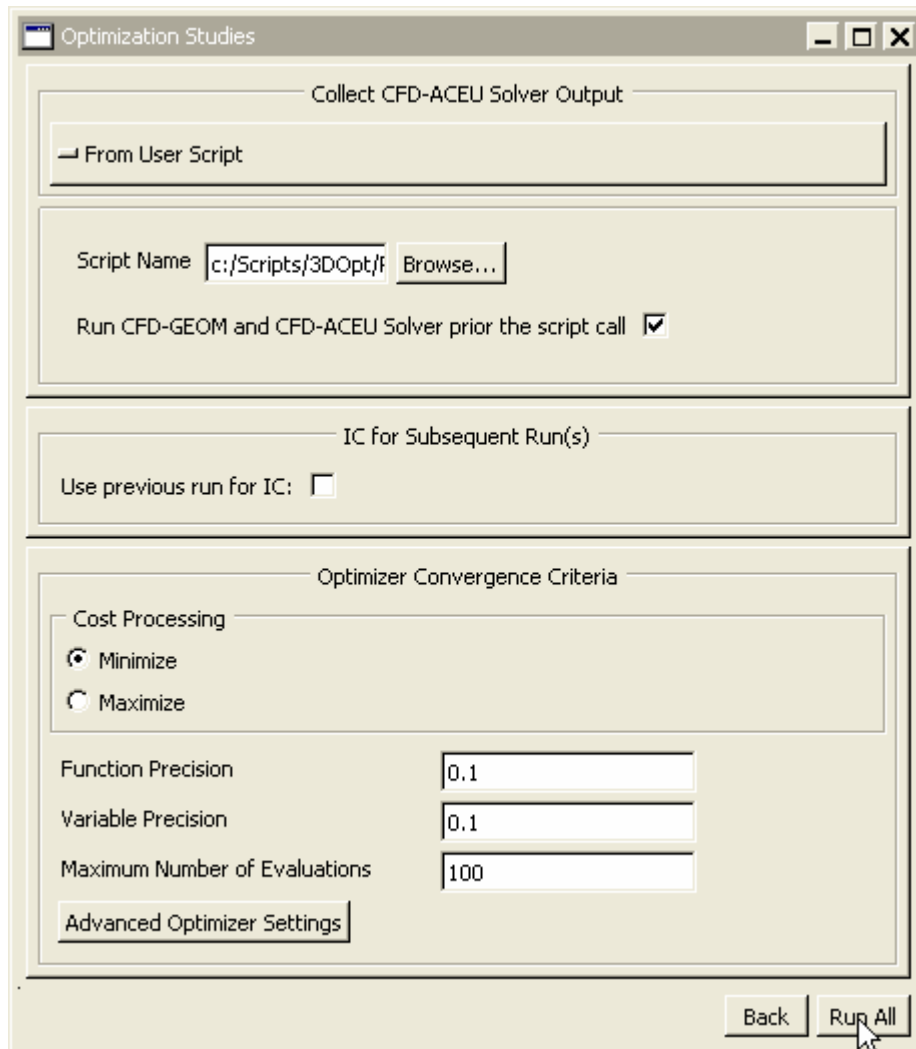 Optimization Studies
Collect CFD-ACEU Solver Output
From User Script
Script Name c:/Scripts/3DOpt/ Browse...
Run CFD-GEOM and CFD-ACEU Solver prior the script call
IC for Subsequent Run(s)
Use previous run for IC:
Optimizer Convergence Criteria
Cost Processing
Minimize
Maximize
Function Precision 0.1
Variable Precision 0.1
Maximum Number of Evaluations 100
Advanced Optimizer Settings
Back Run All